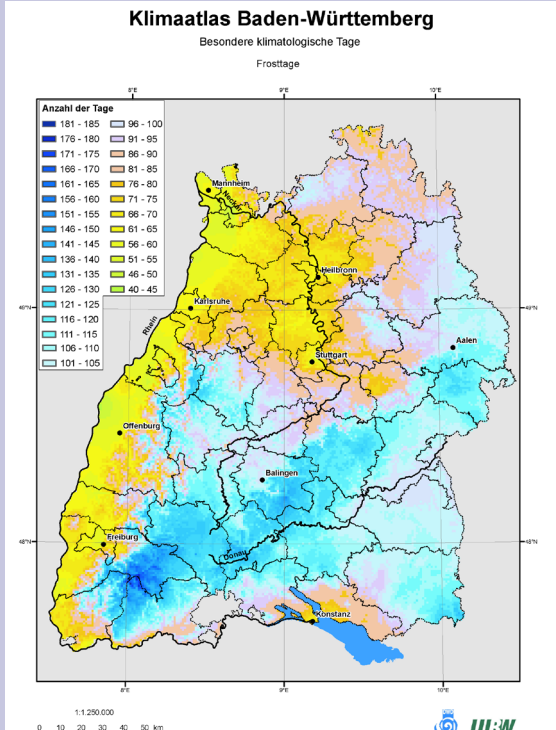 Klimaatlas Baden-Württemberg
Besondere klimatologische Tage
Frosttage
8°E
9°E
10°E
Anzahl der Tage
181 - 185
176 - 180
171 - 175
166 - 170
161 - 165
156 - 160
151 - 155
146 - 150
141 - 145
136 - 140
131 - 135
126 - 130
121 - 125
116 - 120
111 - 115
106 - 110
101 - 105
96 - 100
91 - 95
86 - 90
81 - 85
76 - 80
71 - 75
66 - 70
61 - 65
56 - 60
51 - 55
46 - 50
40 - 45
Mannheim
Heilbronn
Karlsruhe
49°N
49°N
Rhein
Aalen
Stuttgart
Offenburg
Balingen
Freiburg
48°N
48°N
Donau
Konstanz
8°E
9°E
10°E
1:1.250.000
0 10 20 30 40 50 km